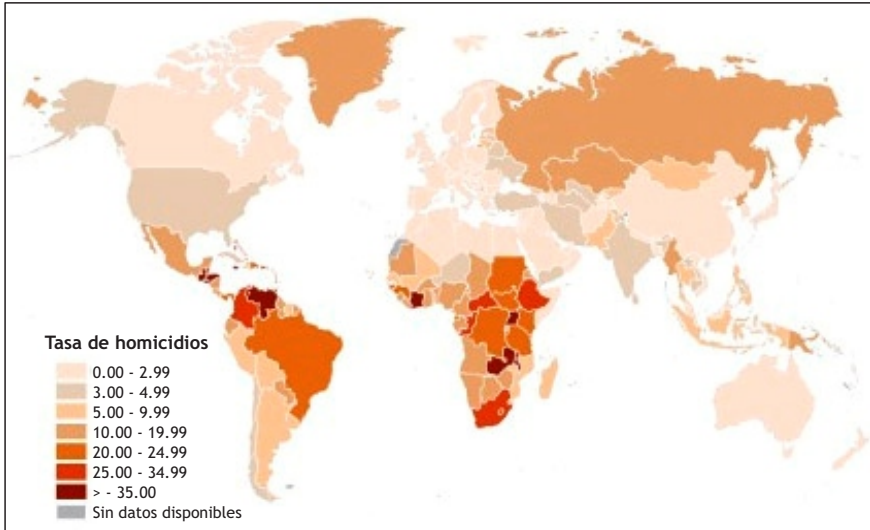 Tasa de homicidios
0.00 - 2.99
3.00 - 4.99
5.00 - 9.99
10.00 - 19.99
20.00 - 24.99
25.00 - 34.99
> - 35.00
Sin datos disponibles